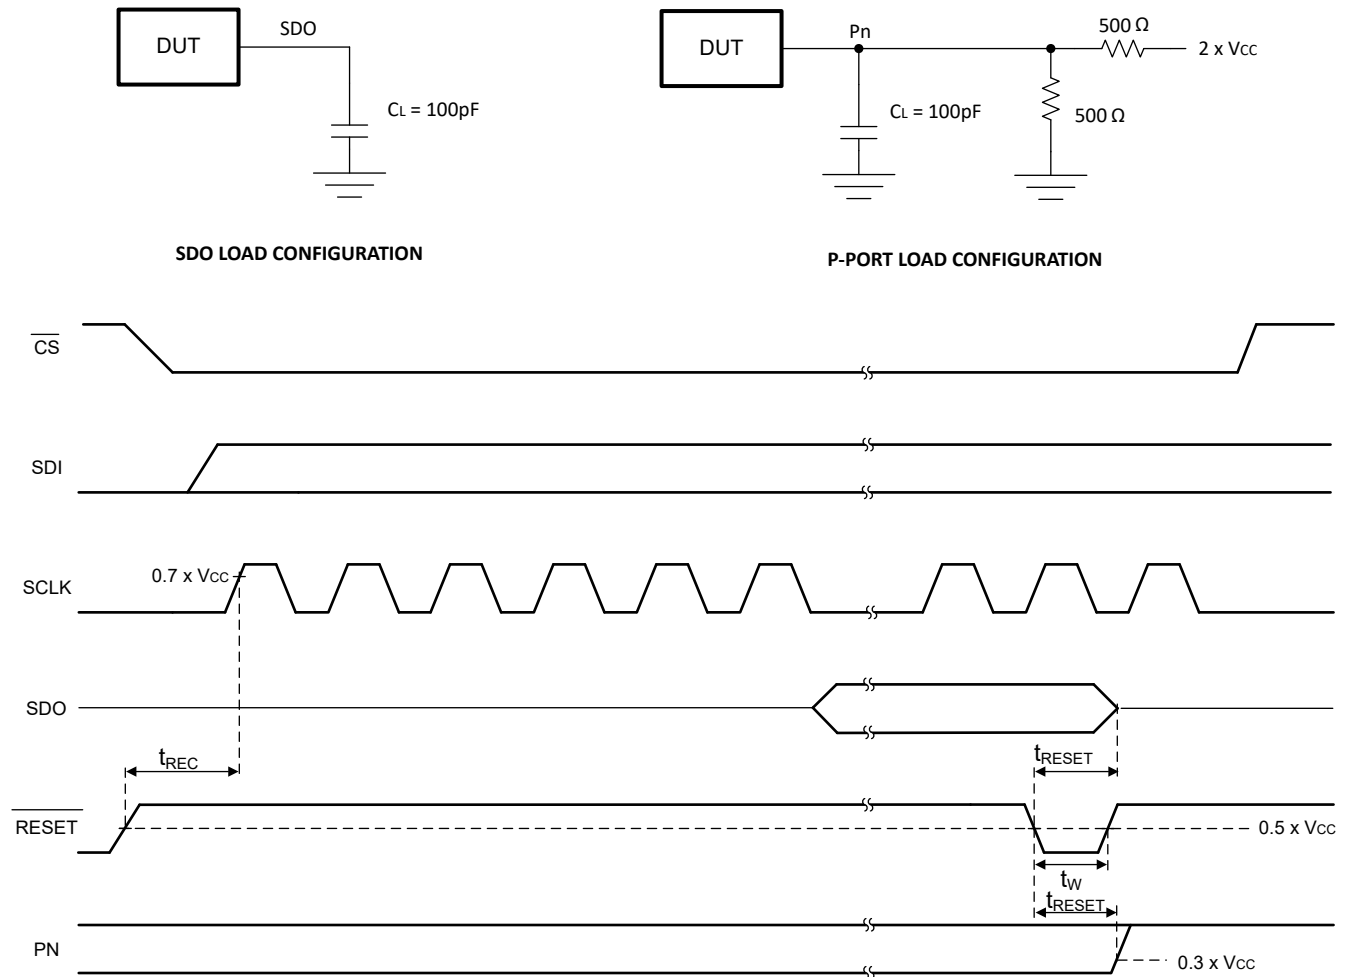 DUT
SDO
CL = 100pF
SDO LOAD CONFIGURATION
DUT
Pn
500 Ω
2 x VCC
CL = 100pF
500 Ω
P-PORT LOAD CONFIGURATION
CS
SDI
SCLK
0.7 x VCC
SDO
tREC
tRESET
RESET
0.5 x VCC
tW
tRESET
PN
0.3 x VCC